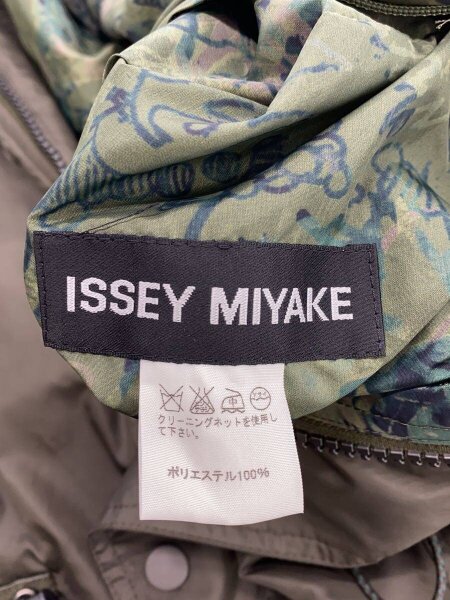 ISSEY MIYAKE
中
クリーニングネットを使用し
て下さい。
ポリエステル100%